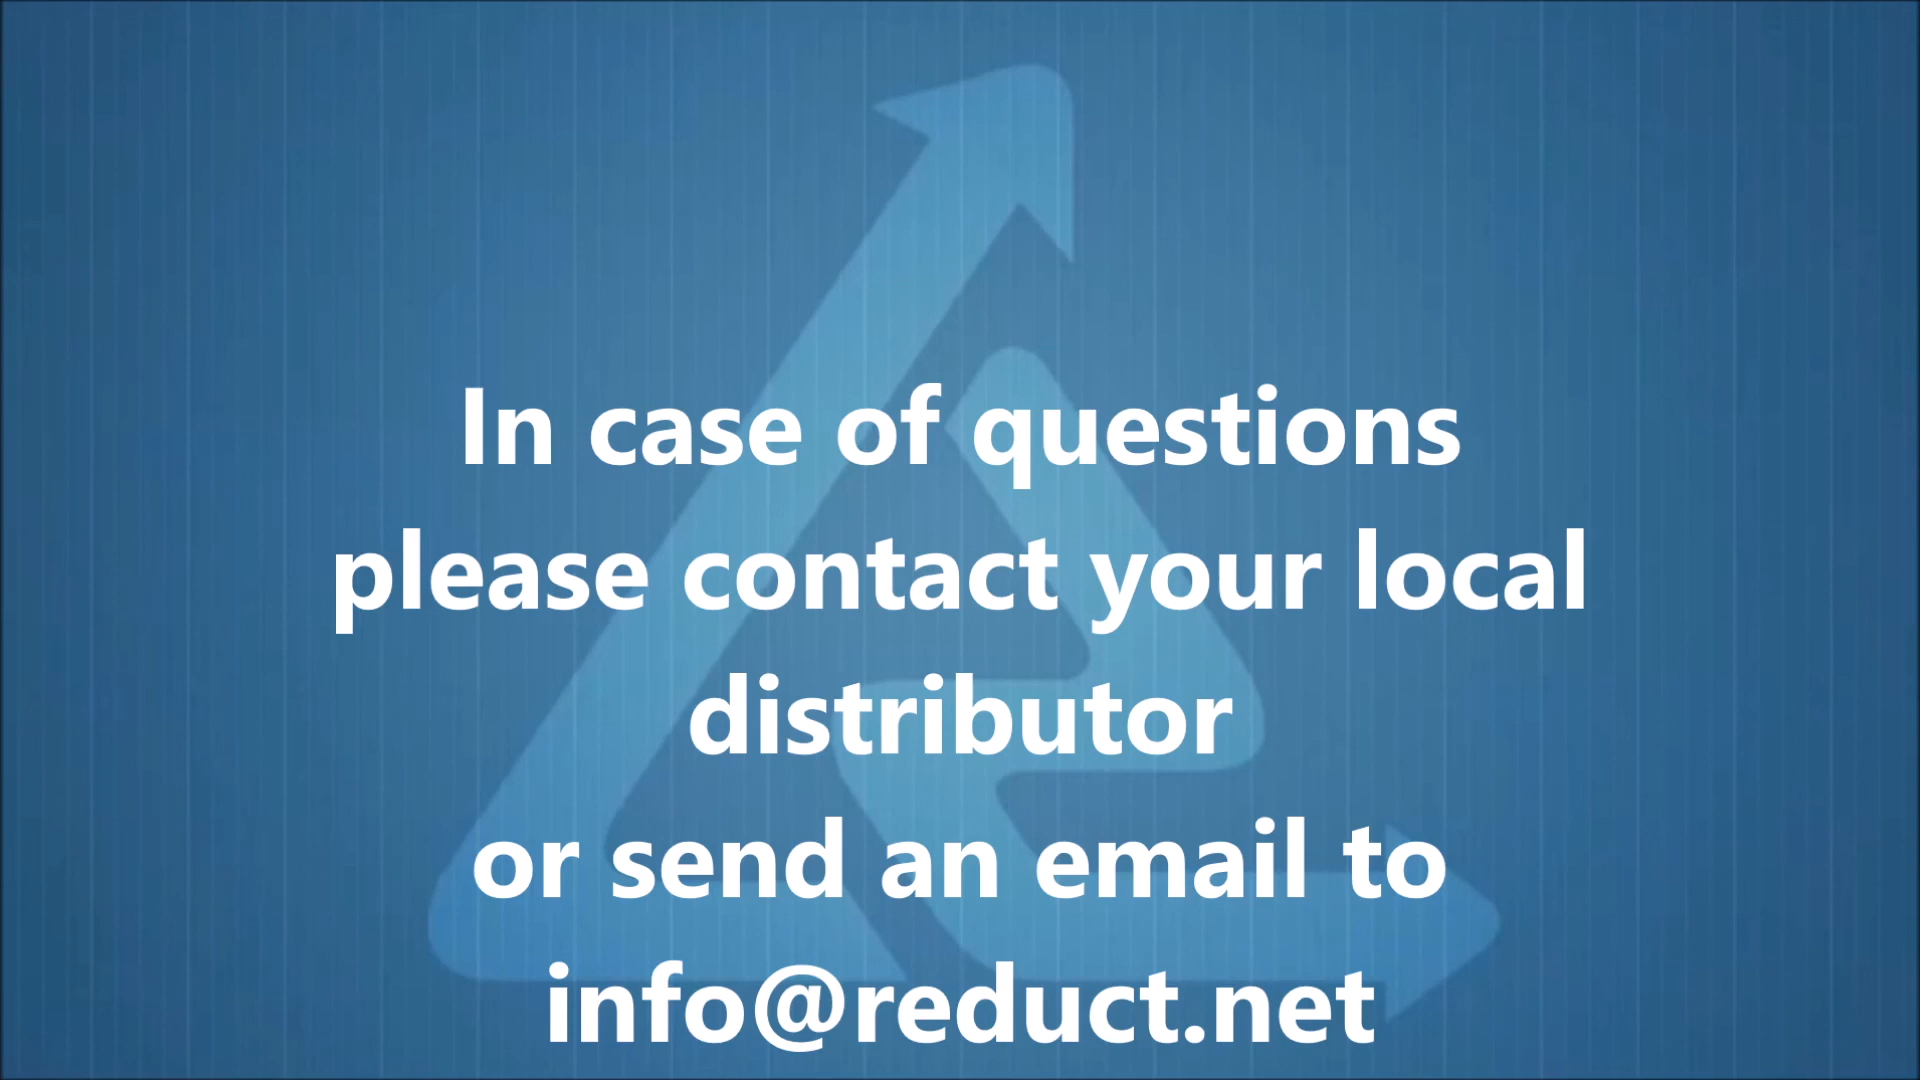 In case of questions
please contact your local
distributor
or send an email to
info@reduct.net